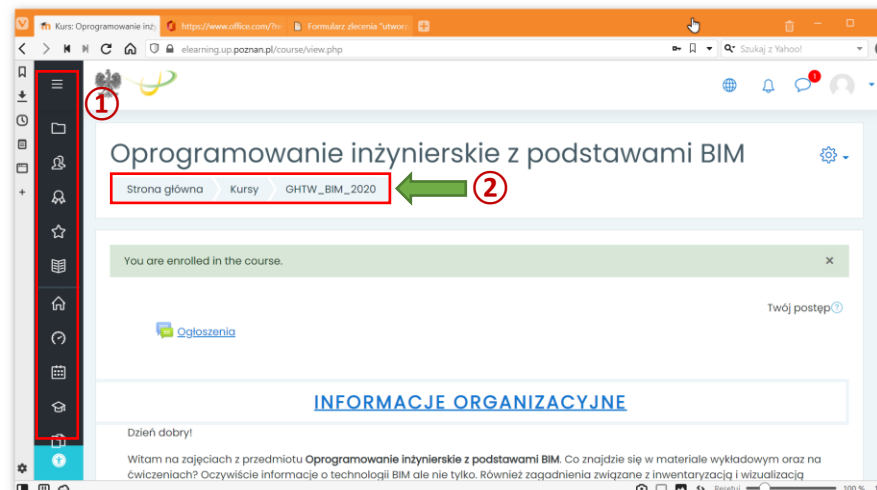 Kurs: Oprogramowanie inż
https://www.office.com/?r
Formularz zlecenia "utwor
elearning.up.poznan.pl/course/view.php
Szukaj z Yahoo!
1
1
Oprogramowanie inżynierskie z podstawami BIM
Strona główna Kursy GHTW_BIM_2020
2
You are enrolled in the course.
×
Twój postęp
Ogłoszenia
INFORMACJE ORGANIZACYJNE
Dzień dobry!
Witam na zajęciach z przedmiotu Oprogramowanie inżynierskie z podstawami BIM. Co znajdzie się w materiale wykładowym oraz na
ćwiczeniach? Oczywiście informacje o technologii BIM ale nie tylko. Również zagadnienia związane z inwentaryzacją i wizualizacją
Resetuj
100 %